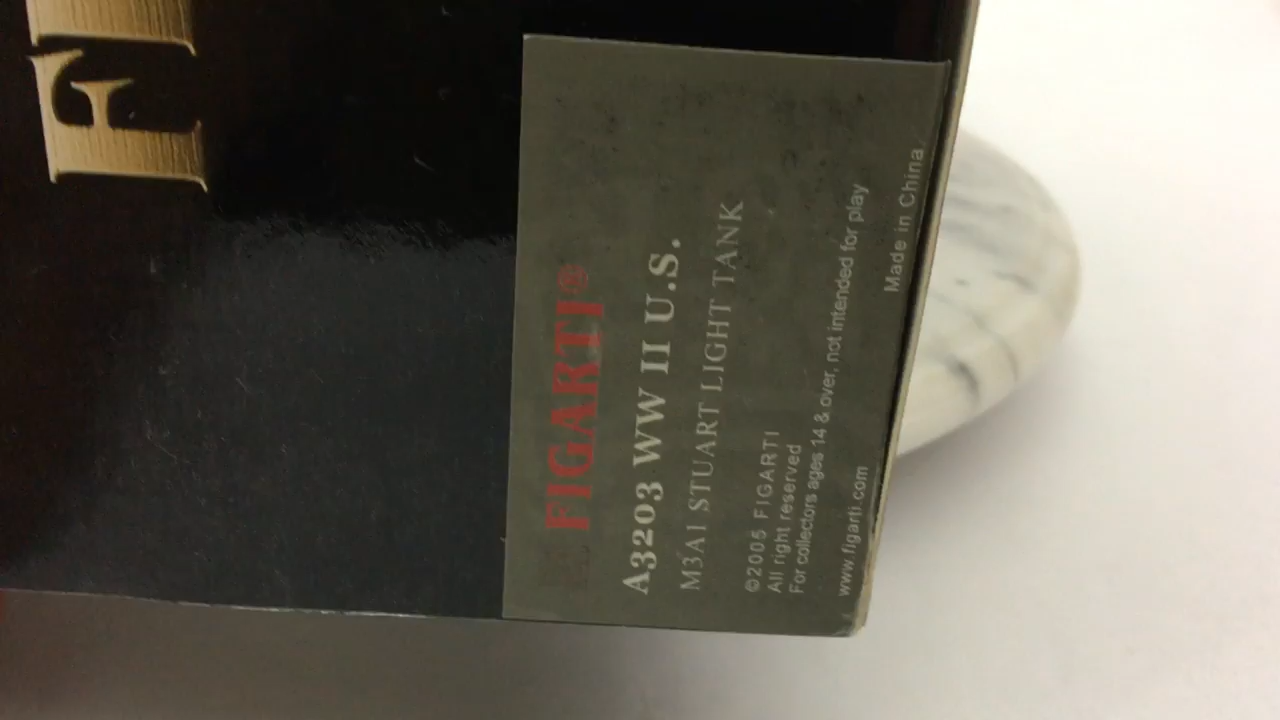 FI
FIGARTI®
A3203 WW II U.S.
M3A1 STUART LIGHT TANK
©2005 FIGARTI
All right reserved
For collectors ages 14 & over, not intended for play
www.figarti.com
Made in China